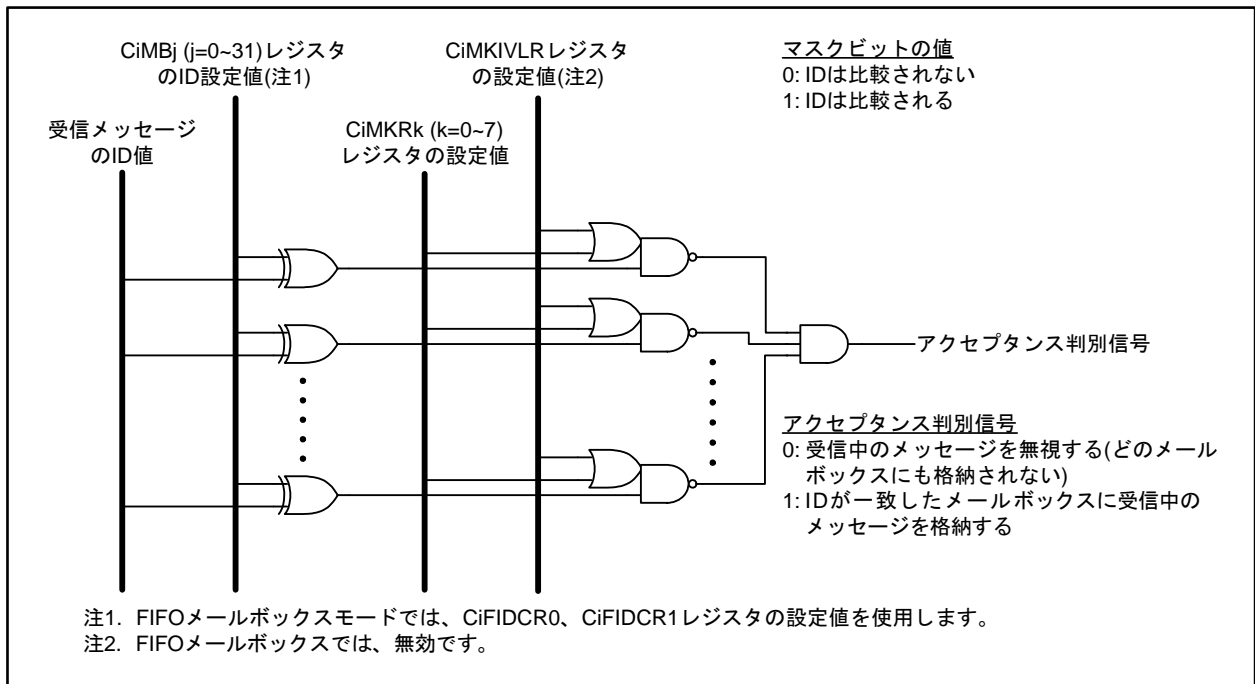 CiMBj (j=0~31)レジスタ
のID設定値(注1)
CiMKIVLRレジスタ
の設定値(注2)
マスクビットの値
0: IDは比較されない
1: IDは比較される
受信メッセージ
のID値
CiMKRk (k=0~7)
レジスタの設定値
アクセプタンス判別信号
アクセプタンス判別信号
0: 受信中のメッセージを無視する(どのメール
ボックスにも格納されない)
1: IDが一致したメールボックスに受信中の
メッセージを格納する
注1. FIFOメールボックスモードでは、CiFIDCR0、CiFIDCR1レジスタの設定値を使用します。
注2. FIFOメールボックスでは、無効です。